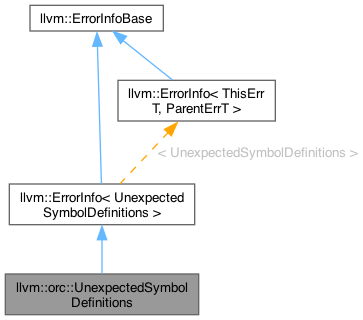 llvm::ErrorInfoBase
llvm::ErrorInfo< ThisErr
T, ParentErrT >
< UnexpectedSymbolDefinitions >
llvm::ErrorInfo< Unexpected
SymbolDefinitions >
llvm::orc::UnexpectedSymbol
Definitions